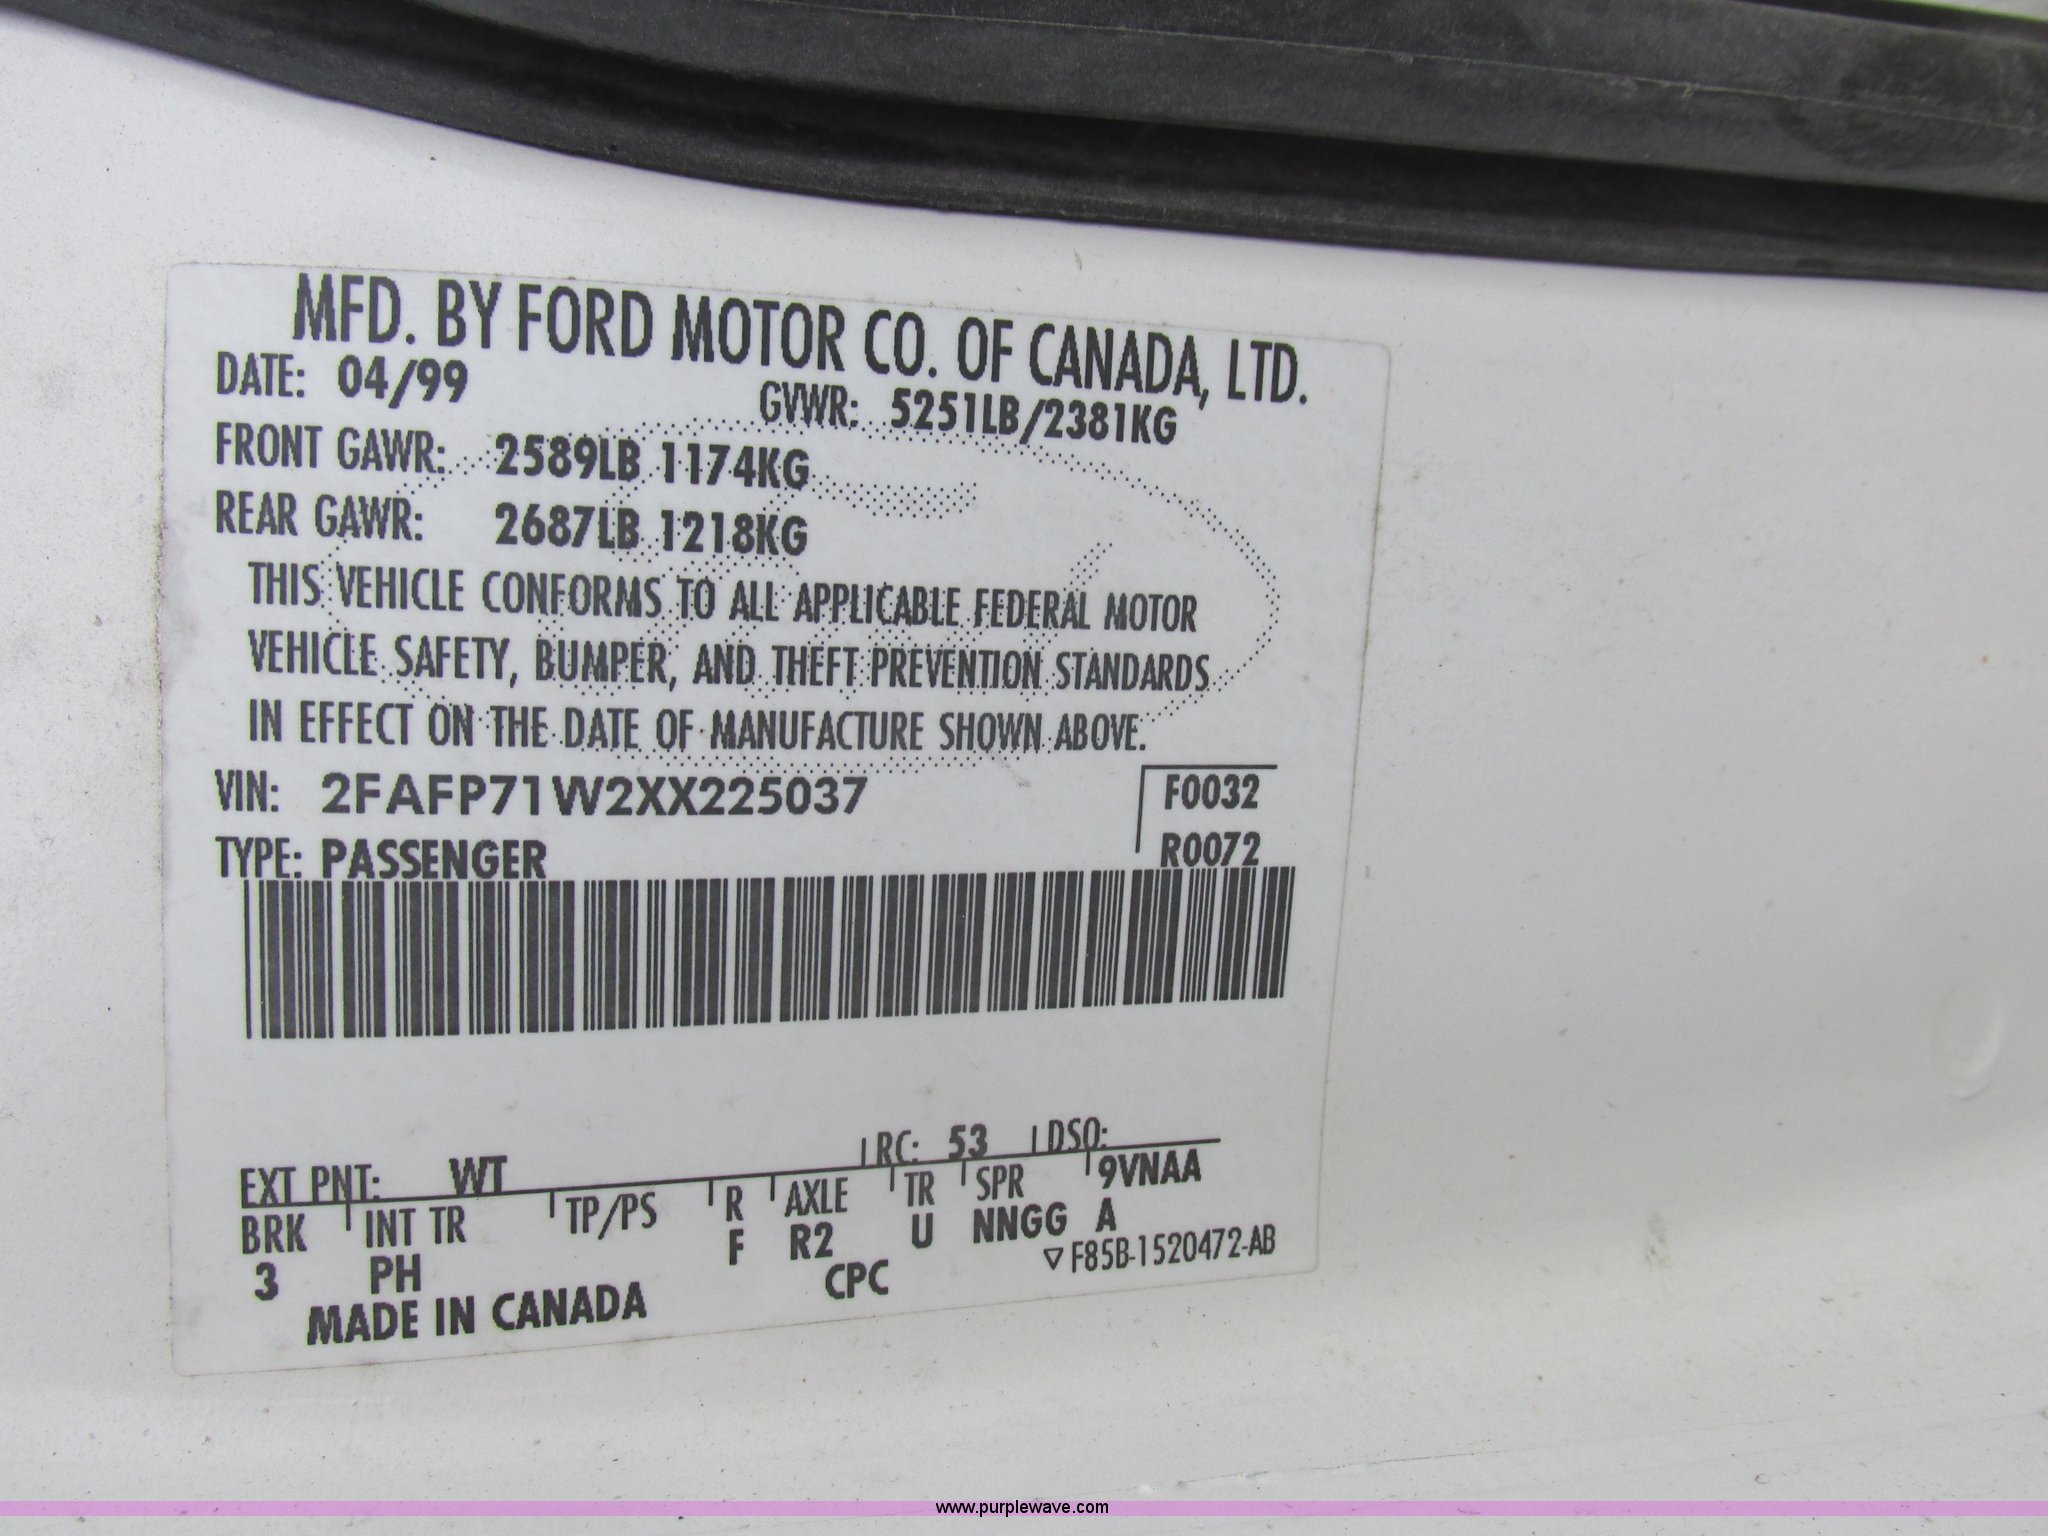 MFD. BY FORD MOTOR CO. OF CANADA, LTD.
DATE: 04/99 GVWR: 5251LB/2381KG
FRONT GAWR: 2589LB 1174KG
REAR GAWR: 2687LB 1218KG
THIS VEHICLE CONFORMS TO ALL APPLICABLE FEDERAL MOTOR
VEHICLE SAFETY, BUMPER, AND THEFT PREVENTION STANDARDS
IN EFFECT ON THE DATE OF MANUFACTURE SHOWN ABOVE.
VIN: 2FAFP71W2XX225037 F0032
TYPE: PASSENGER R0072
EXT PNT: WT RC: 53 DSO:
BRK INT TR TP/PS R AXLE TR SPR 9VNAA
3 PH F R2 U NNGG A
CPC ▽F85B-1520472-AB
MADE IN CANADA
www.purplewave.com